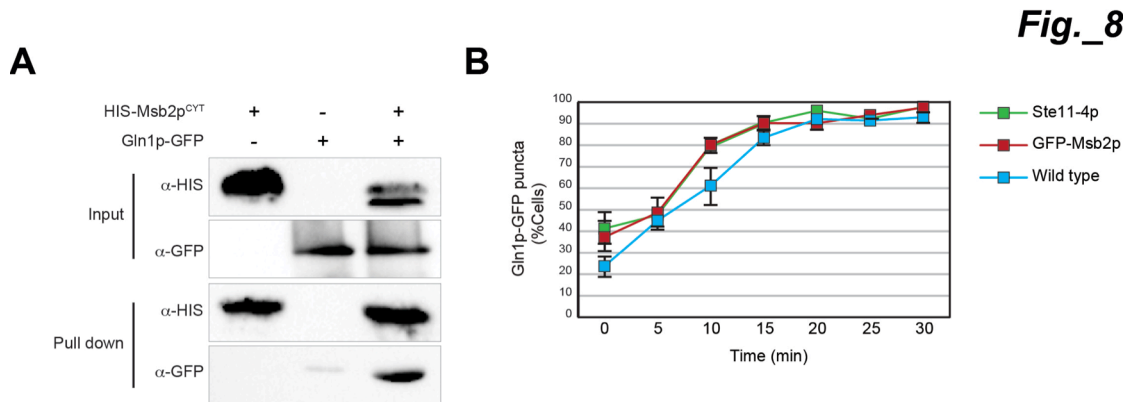 Fig._8
A
HIS-Msb2pCYT + - +
Gln1p-GFP - + +
Input
α-HIS
α-GFP
Pull down
α-HIS
α-GFP
B
Gln1p-GFP puncta
(%Cells)
100
90
80
70
60
50
40
30
20
10
0
0 5 10 15 20 25 30
Time (min)
Ste11-4p
GFP-Msb2p
Wild type